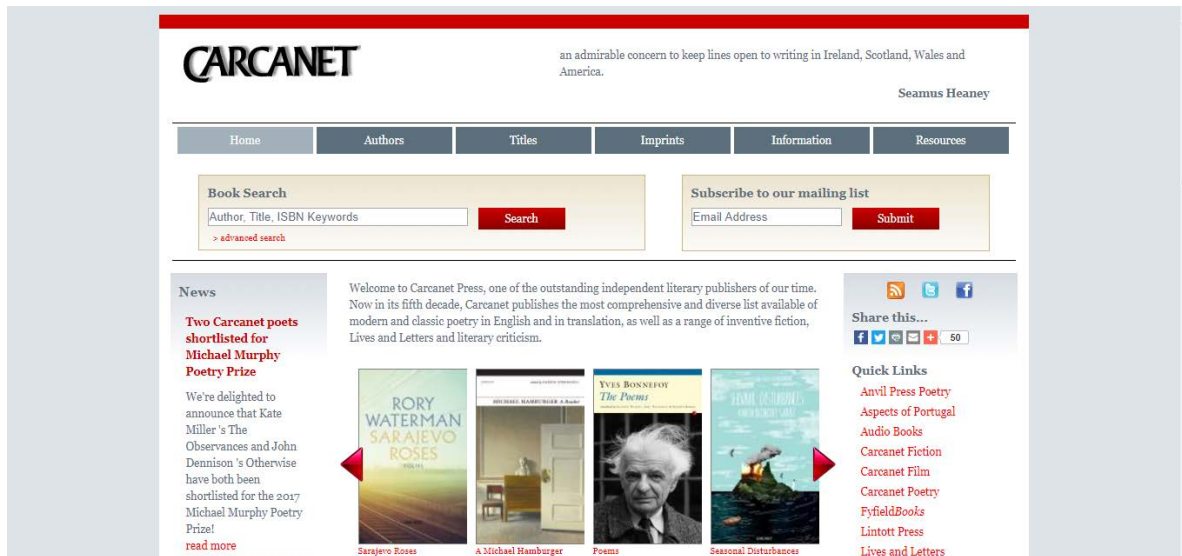 CARCANET
an admirable concern to keep lines open to writing in Ireland, Scotland, Wales and
America.
Seamus Heaney
Home
Authors
Titles
Imprints
Information
Resources
Book Search
Author, Title, ISBN Keywords
Search
> advanced search
Subscribe to our mailing list
Email Address
Submit
News
Two Carcanet poets
shortlisted for
Michael Murphy
Poetry Prize
We're delighted to
announce that Kate
Miller 's The
Observances and John
Dennison 's Otherwise
have both been
shortlisted for the 2017
Michael Murphy Poetry
Prize!
read more
Welcome to Carcanet Press, one of the outstanding independent literary publishers of our time.
Now in its fifth decade, Carcanet publishes the most comprehensive and diverse list available of
modern and classic poetry in English and in translation, as well as a range of inventive fiction,
Lives and Letters and literary criticism.
RORY
WATERMAN
SARAJEVO
ROSES
POEMS
Sarajevo Roses
MICHAEL HAMBURGER A Reader
A Michael Hamburger
YVES BONNEFOY
The Poems
Poems
SEASONAL DISTURBANCES
Seasonal Disturbances
Share this...
50
Quick Links
Anvil Press Poetry
Aspects of Portugal
Audio Books
Carcanet Fiction
Carcanet Film
Carcanet Poetry
FyfieldBooks
Lintott Press
Lives and Letters